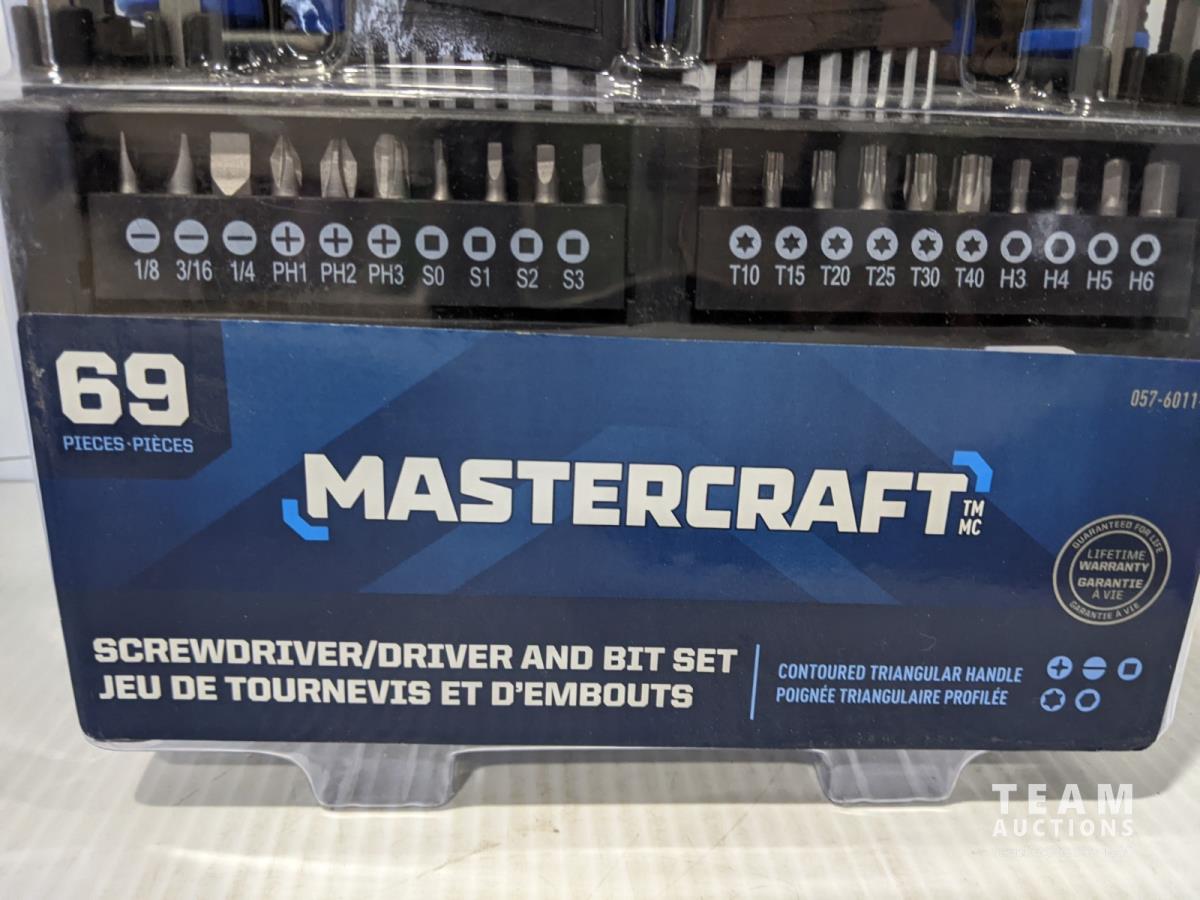 1/8 3/16 1/4 PH1 PH2 PH3 S0 S1 S2 S3
T10 T15 T20 T25 T30 T40 H3 H4 H5 H6
69
PIECES·PIÈCES
057-6011
MASTERCRAFT
TM
MC
GUARANTEED FOR LIFE
LIFETIME
WARRANTY
GARANTIE
À VIE
GARANTIE À VIE
SCREWDRIVER/DRIVER AND BIT SET
JEU DE TOURNEVIS ET D'EMBOUTS
CONTOURED TRIANGULAR HANDLE
POIGNÉE TRIANGULAIRE PROFILÉE
TEAM
AUCTIONS